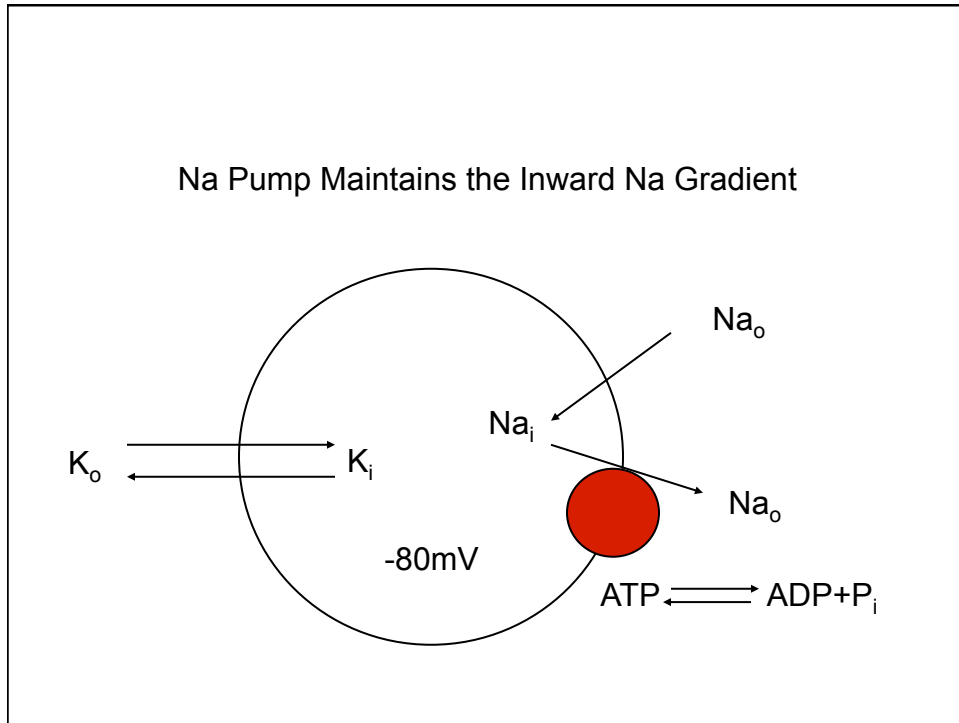 Na Pump Maintains the Inward Na Gradient
Naₒ
Naᵢ
Kₒ
Kᵢ
Naₒ
-80mV
ATP
ADP+Pᵢ